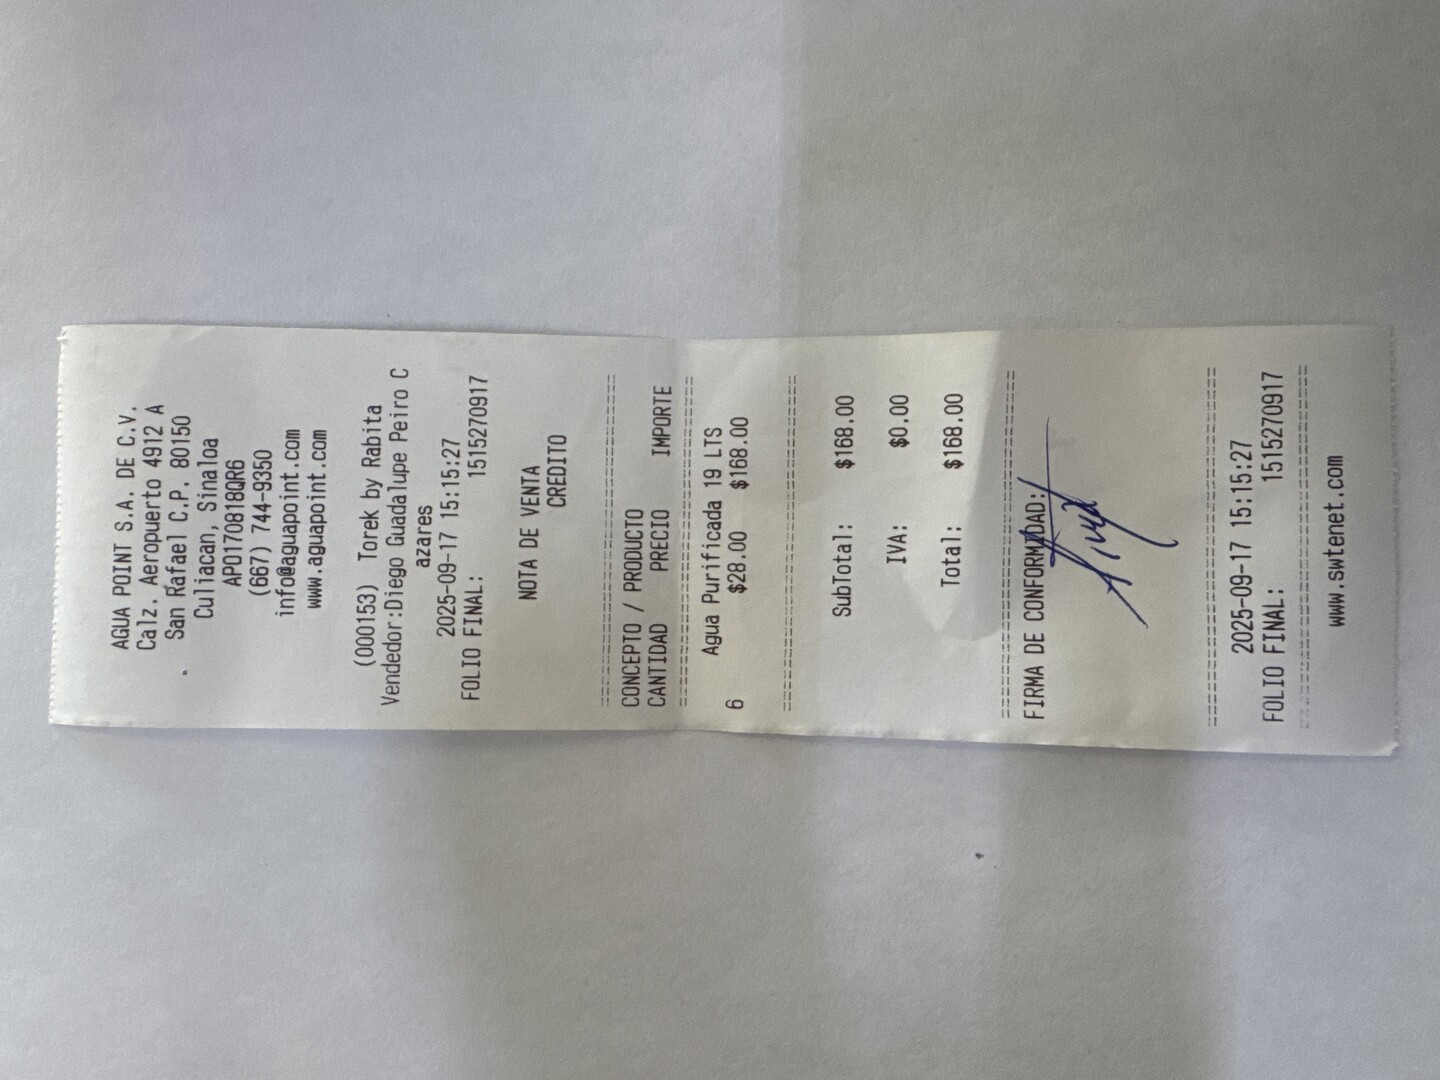 AGUA POINT S.A. DE C.V.
Calz. Aeropuerto 4912 A
San Rafael C.P. 80150
Culiacan, Sinaloa
APO170818QR6
(667) 744-9350
info@aguapoint.com
www.aguapoint.com
(000153) Torek by Rabita
Vendedor:Diego Guadalupe Peiro C
azares
2025-09-17 15:15:27
FOLIO FINAL: 1515270917
NOTA DE VENTA
CREDITO
CONCEPTO / PRODUCTO
CANTIDAD PRECIO IMPORTE
Agua Purificada 19 LTS
6 $28.00 $168.00
SubTotal: $168.00
IVA: $0.00
Total: $168.00
FIRMA DE CONFORMIDAD:
2025-09-17 15:15:27
FOLIO FINAL: 1515270917
www.swtenet.com